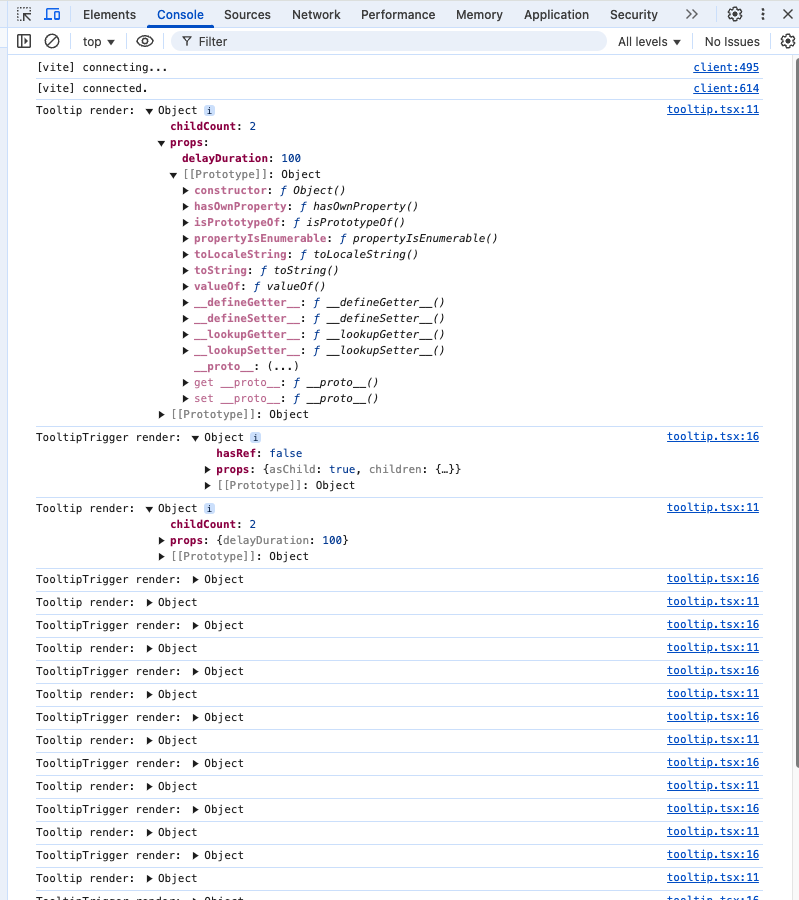 Elements Console Sources Network Performance Memory Application Security
top Filter All levels No Issues
[vite] connecting... client:495
[vite] connected. client:614
Tooltip render: Object i tooltip.tsx:11
childCount: 2
props:
delayDuration: 100
[[Prototype]]: Object
constructor: ƒ Object()
hasOwnProperty: ƒ hasOwnProperty()
isPrototypeOf: ƒ isPrototypeOf()
propertyIsEnumerable: ƒ propertyIsEnumerable()
toLocaleString: ƒ toLocaleString()
toString: ƒ toString()
valueOf: ƒ valueOf()
__defineGetter__: ƒ __defineGetter__()
__defineSetter__: ƒ __defineSetter__()
__lookupGetter__: ƒ __lookupGetter__()
__lookupSetter__: ƒ __lookupSetter__()
__proto__: (...)
get __proto__: ƒ __proto__()
set __proto__: ƒ __proto__()
[[Prototype]]: Object
TooltipTrigger render: Object i tooltip.tsx:16
hasRef: false
props: {asChild: true, children: {…}}
[[Prototype]]: Object
Tooltip render: Object i tooltip.tsx:11
childCount: 2
props: {delayDuration: 100}
[[Prototype]]: Object
TooltipTrigger render: Object tooltip.tsx:16
Tooltip render: Object tooltip.tsx:11
TooltipTrigger render: Object tooltip.tsx:16
Tooltip render: Object tooltip.tsx:11
TooltipTrigger render: Object tooltip.tsx:16
Tooltip render: Object tooltip.tsx:11
TooltipTrigger render: Object tooltip.tsx:16
Tooltip render: Object tooltip.tsx:11
TooltipTrigger render: Object tooltip.tsx:16
Tooltip render: Object tooltip.tsx:11
TooltipTrigger render: Object tooltip.tsx:16
Tooltip render: Object tooltip.tsx:11
TooltipTrigger render: Object tooltip.tsx:16
Tooltip render: Object tooltip.tsx:11
TooltipTrigger render: Object tooltip.tsx:16